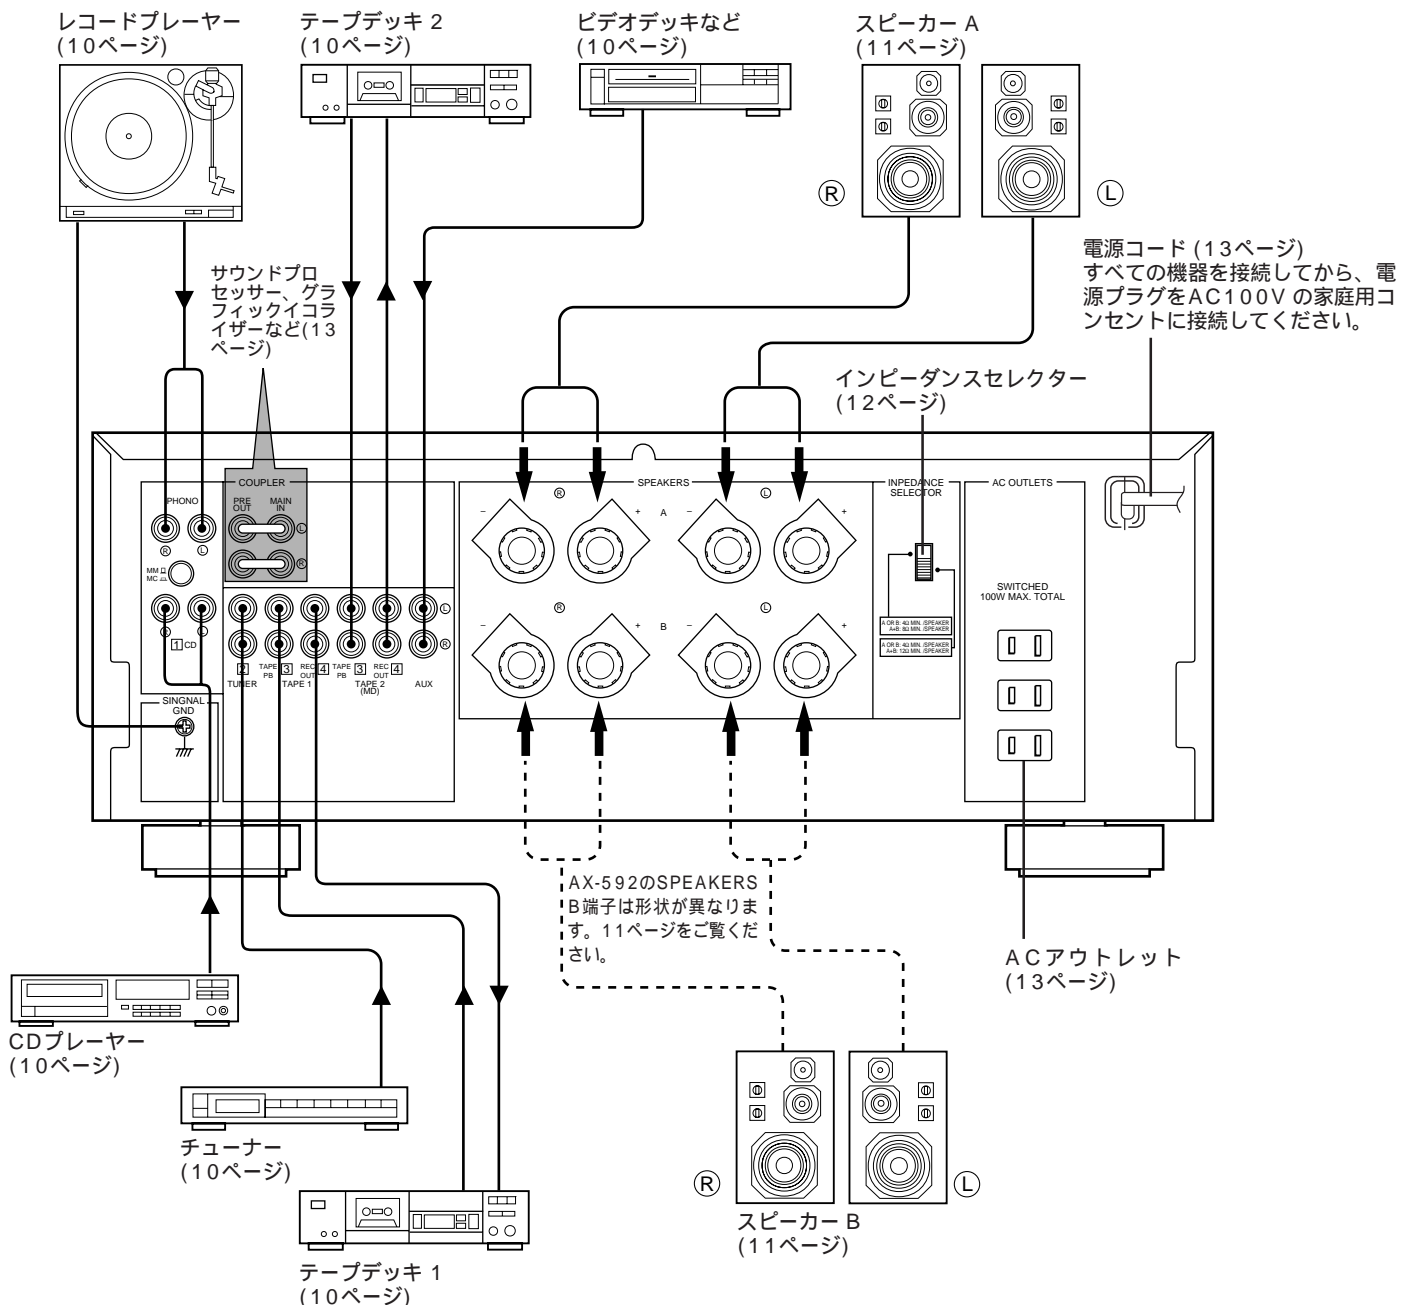 レコードプレーヤー
(10ページ)
テープデッキ 2
(10ページ)
ビデオデッキなど
(10ページ)
スピーカー A
(11ページ)
R
L
サウンドプロ
セッサー、グラ
フィックイコラ
イザーなど(13
ページ)
電源コード (13ページ)
すべての機器を接続してから、電
源プラグをAC100V の家庭用コ
ンセントに接続してください。
インピーダンスセレクター
(12ページ)
PHONO
R
L
MM
MC
R
L
1 CD
SINGNAL
GND
COUPLER
PRE
OUT
MAIN
IN
L
R
L
R
2
TUNER
TAPE
PB
3
REC
OUT
4
TAPE 1
TAPE
PB
3
REC
OUT
4
TAPE 2
(MD)
AUX
SPEAKERS
R
L
− + A − +
R
L
− + B − +
INPEDANCE
SELECTOR
A OR B: 4Ω MIN. /SPEAKER
A+B: 8Ω MIN. /SPEAKER
A OR B: 4Ω MIN. /SPEAKER
A+B: 12Ω MIN. /SPEAKER
AC OUTLETS
SWITCHED
100W MAX. TOTAL
AX-592のSPEAKERS
B端子は形状が異なりま
す。11ページをご覧くだ
さい。
ACアウトレット
(13ページ)
CDプレーヤー
(10ページ)
チューナー
(10ページ)
テープデッキ 1
(10ページ)
R
L
スピーカー B
(11ページ)